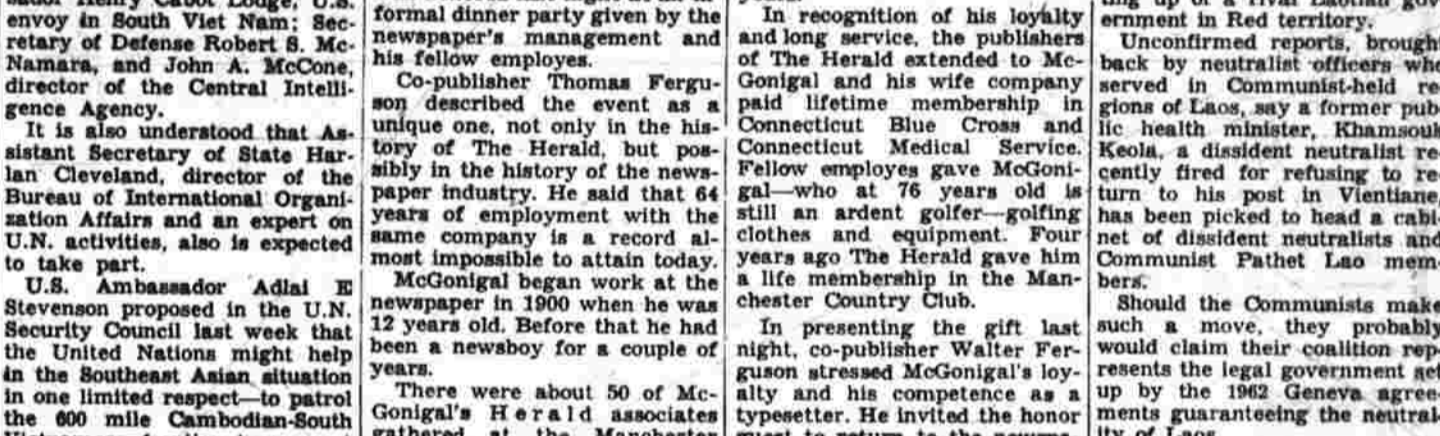 sador Henry Cabot Lodge, U.S.
envoy in South Viet Nam; Sec-
retary of Defense Robert S. Mc-
Namara, and John A. McCone,
director of the Central Intelli-
gence Agency.
It is also understood that As-
sistant Secretary of State Har-
lan Cleveland, director of the
Bureau of International Organi-
zation Affairs and an expert on
U.N. activities, also is expected
to take part.
U.S. Ambassador Adlai E
Stevenson proposed in the U.N.
Security Council last week that
the United Nations might help
in the Southeast Asian situation
in one limited respect—to patrol
the 600 mile Cambodian-South
formal dinner party given by the
newspaper's management and
his fellow employes.
Co-publisher Thomas Fergu-
son described the event as a
unique one, not only in the his-
tory of The Herald, but pos-
sibly in the history of the news-
paper industry. He said that 64
years of employment with the
same company is a record al-
most impossible to attain today.
McGonigal began work at the
newspaper in 1900 when he was
12 years old. Before that he had
been a newsboy for a couple of
years.
There were about 50 of Mc-
Gonigal's Herald associates
gathered at the Manchester
In recognition of his loyalty
and long service, the publishers
of The Herald extended to Mc-
Gonigal and his wife company
paid lifetime membership in
Connecticut Blue Cross and
Connecticut Medical Service.
Fellow employes gave McGoni-
gal—who at 76 years old is
still an ardent golfer—golfing
clothes and equipment. Four
years ago The Herald gave him
a life membership in the Man-
chester Country Club.
In presenting the gift last
night, co-publisher Walter Fer-
guson stressed McGonigal's loy-
alty and his competence as a
typesetter. He invited the honor
guest to return to the
ernment in Red territory.
Unconfirmed reports, brought
back by neutralist officers who
served in Communist-held re-
gions of Laos, say a former pub-
lic health minister, Khamsouk
Keola, a dissident neutralist re-
cently fired for refusing to re-
turn to his post in Vientiane,
has been picked to head a cabi-
net of dissident neutralists and
Communist Pathet Lao mem-
bers.
Should the Communists make
such a move, they probably
would claim their coalition rep-
resents the legal government set
up by the 1962 Geneva agree-
ments guaranteeing the neutral-
ity of Laos